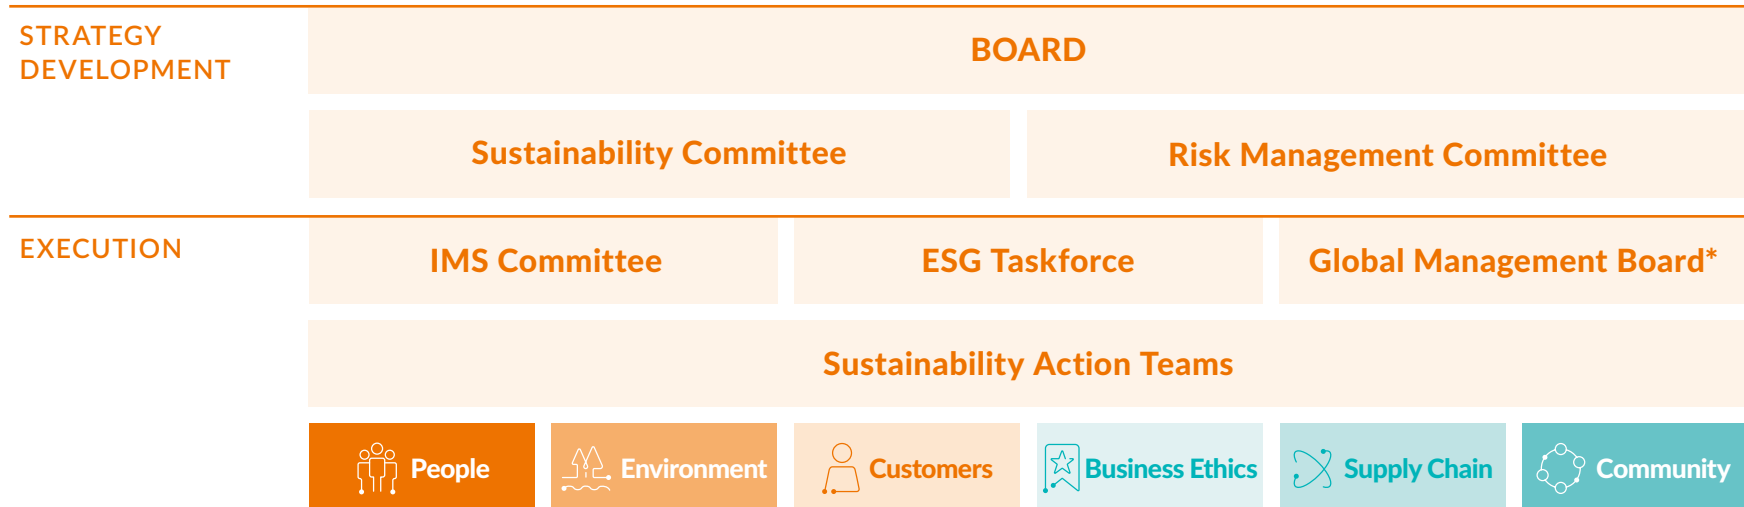 STRATEGY
DEVELOPMENT
BOARD
Sustainability Committee
Risk Management Committee
EXECUTION
IMS Committee
ESG Taskforce
Global Management Board*
Sustainability Action Teams
People
Environment
Customers
Business Ethics
Supply Chain
Community